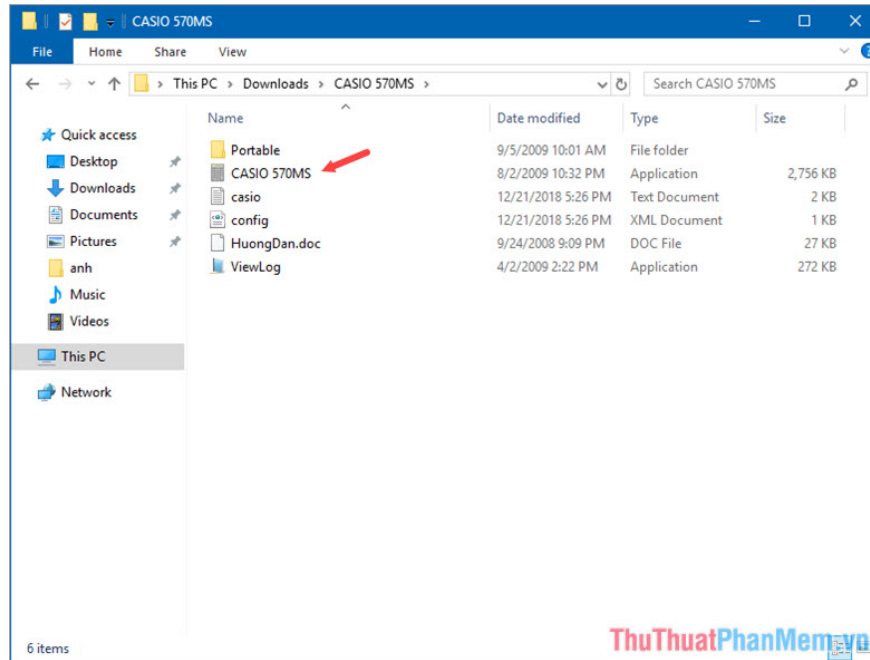 CASIO 570MS
File Home Share View
This PC > Downloads > CASIO 570MS > Search CASIO 570MS
Name Date modified Type Size
Quick access
Desktop
Downloads
Documents
Pictures
anh
Music
Videos
This PC
Network
Portable 9/5/2009 10:01 AM File folder
CASIO 570MS 8/2/2009 10:32 PM Application 2,756 KB
casio 12/21/2018 5:26 PM Text Document 2 KB
config 12/21/2018 5:26 PM XML Document 1 KB
HuongDan.doc 9/24/2008 9:09 PM DOC File 27 KB
ViewLog 4/2/2009 2:22 PM Application 272 KB
6 items
ThuThuatPhanMem.vn